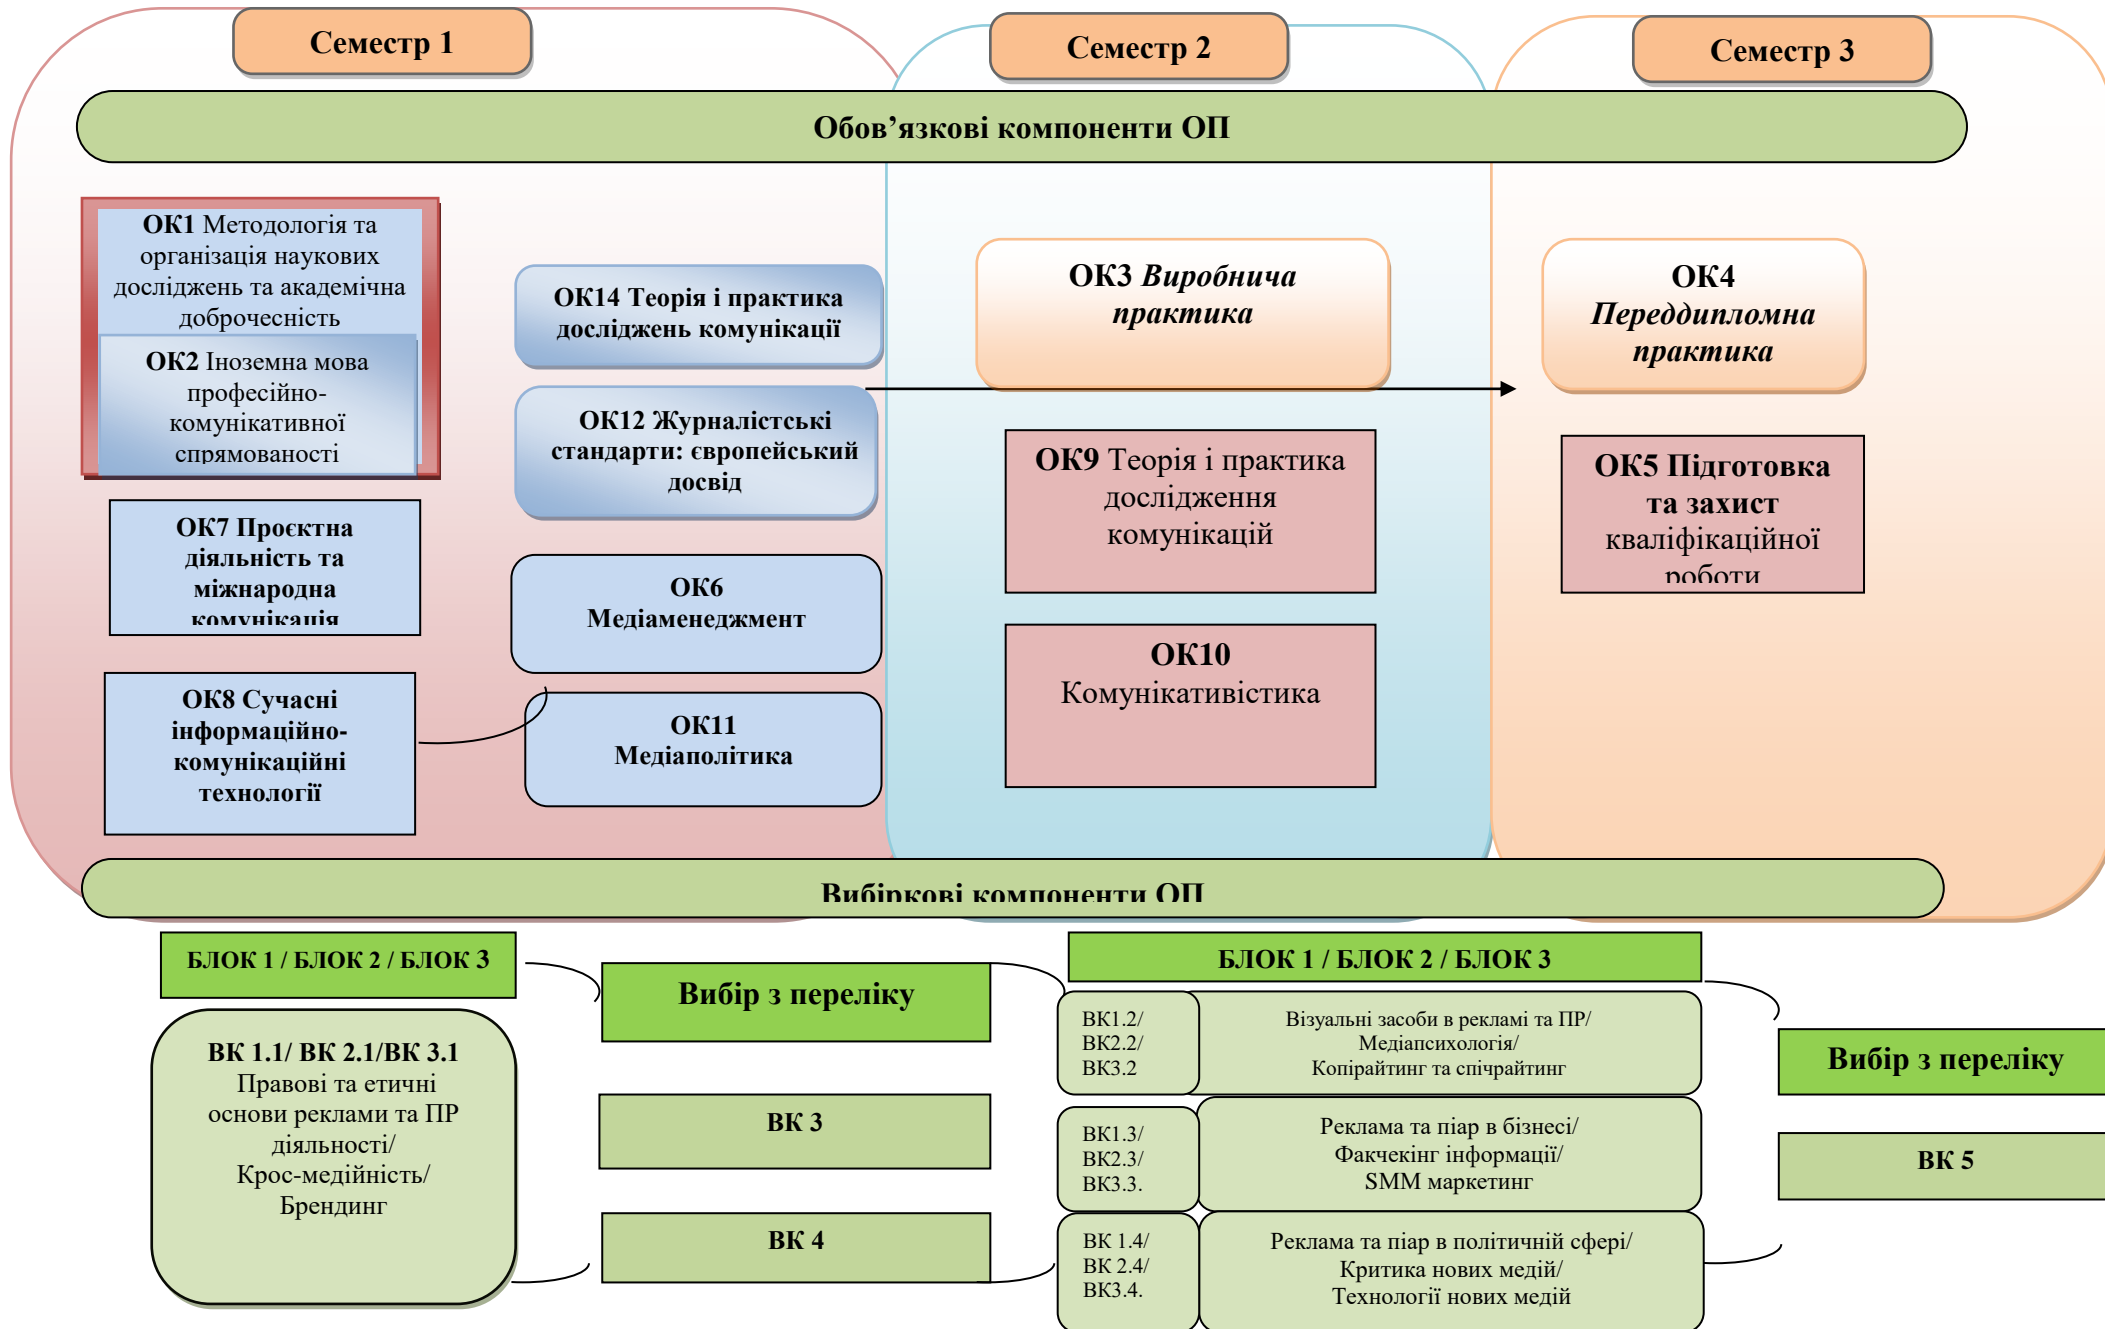 Семестр 1
Семестр 2
Семестр 3
Обов’язкові компоненти ОП
ОК1 Методологія та
організація наукових
досліджень та академічна
доброчесність
ОК2 Іноземна мова
професійно-
комунікативної
спрямованості
ОК7 Проєктна
діяльність та
міжнародна
комунікація
ОК8 Сучасні
інформаційно-
комунікаційні
технології
ОК14 Теорія і практика
досліджень комунікації
ОК12 Журналістські
стандарти: європейський
досвід
ОК6
Медіаменеджмент
ОК11
Медіаполітика
ОК3 Виробнича
практика
ОК9 Теорія і практика
дослідження
комунікацій
ОК10
Комунікативістика
ОК4
Переддипломна
практика
ОК5 Підготовка
та захист
кваліфікаційної
роботи
Вибіркові компоненти ОП
БЛОК 1 / БЛОК 2 / БЛОК 3
ВК 1.1/ ВК 2.1/ВК 3.1
Правові та етичні
основи реклами та ПР
діяльності/
Крос-медійність/
Брендинг
Вибір з переліку
ВК 3
ВК 4
БЛОК 1 / БЛОК 2 / БЛОК 3
ВК1.2/
ВК2.2/
ВК3.2
Візуальні засоби в рекламі та ПР/
Медіапсихологія/
Копірайтинг та спічрайтинг
ВК1.3/
ВК2.3/
ВК3.3.
Реклама та піар в бізнесі/
Факчекінг інформації/
SMM маркетинг
ВК 1.4/
ВК 2.4/
ВК3.4.
Реклама та піар в політичній сфері/
Критика нових медій/
Технології нових медій
Вибір з переліку
ВК 5